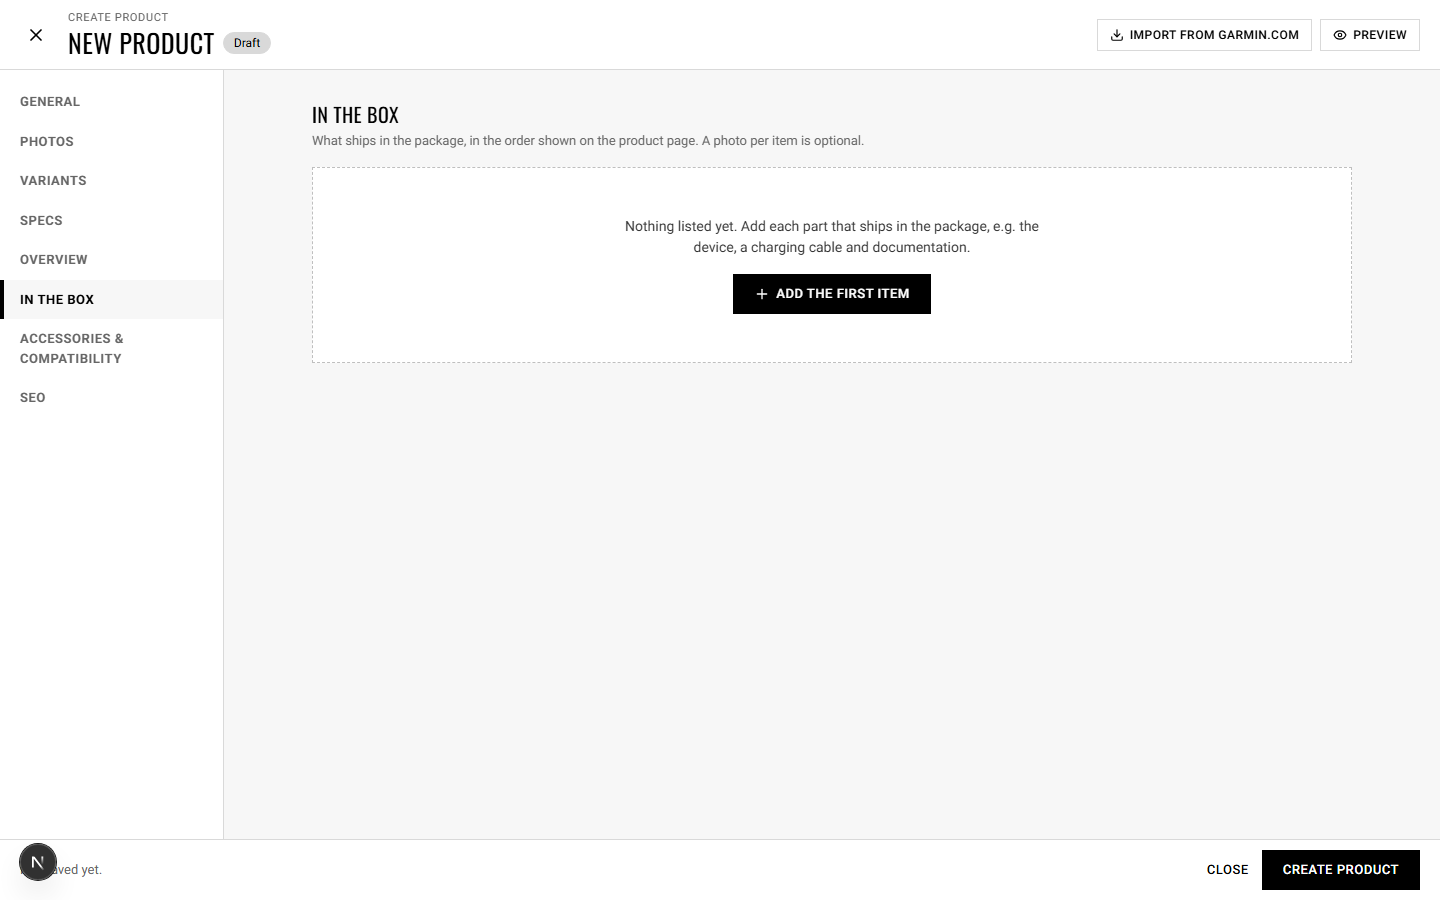 CREATE PRODUCT
NEW PRODUCT
Draft
IMPORT FROM GARMIN.COM
PREVIEW
GENERAL
PHOTOS
VARIANTS
SPECS
OVERVIEW
IN THE BOX
ACCESSORIES &
COMPATIBILITY
SEO
IN THE BOX
What ships in the package, in the order shown on the product page. A photo per item is optional.
Nothing listed yet. Add each part that ships in the package, e.g. the
device, a charging cable and documentation.
ADD THE FIRST ITEM
N
yet.
CLOSE
CREATE PRODUCT